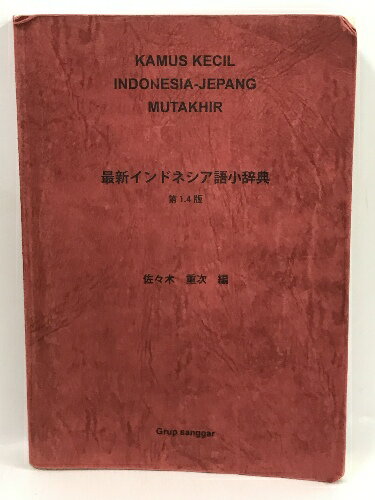 KAMUS KECIL
INDONESIA-JEPANG
MUTAKHIR
最新インドネシア語小辞典
第1.4版
佐々木　重次　編
Grup sanggar